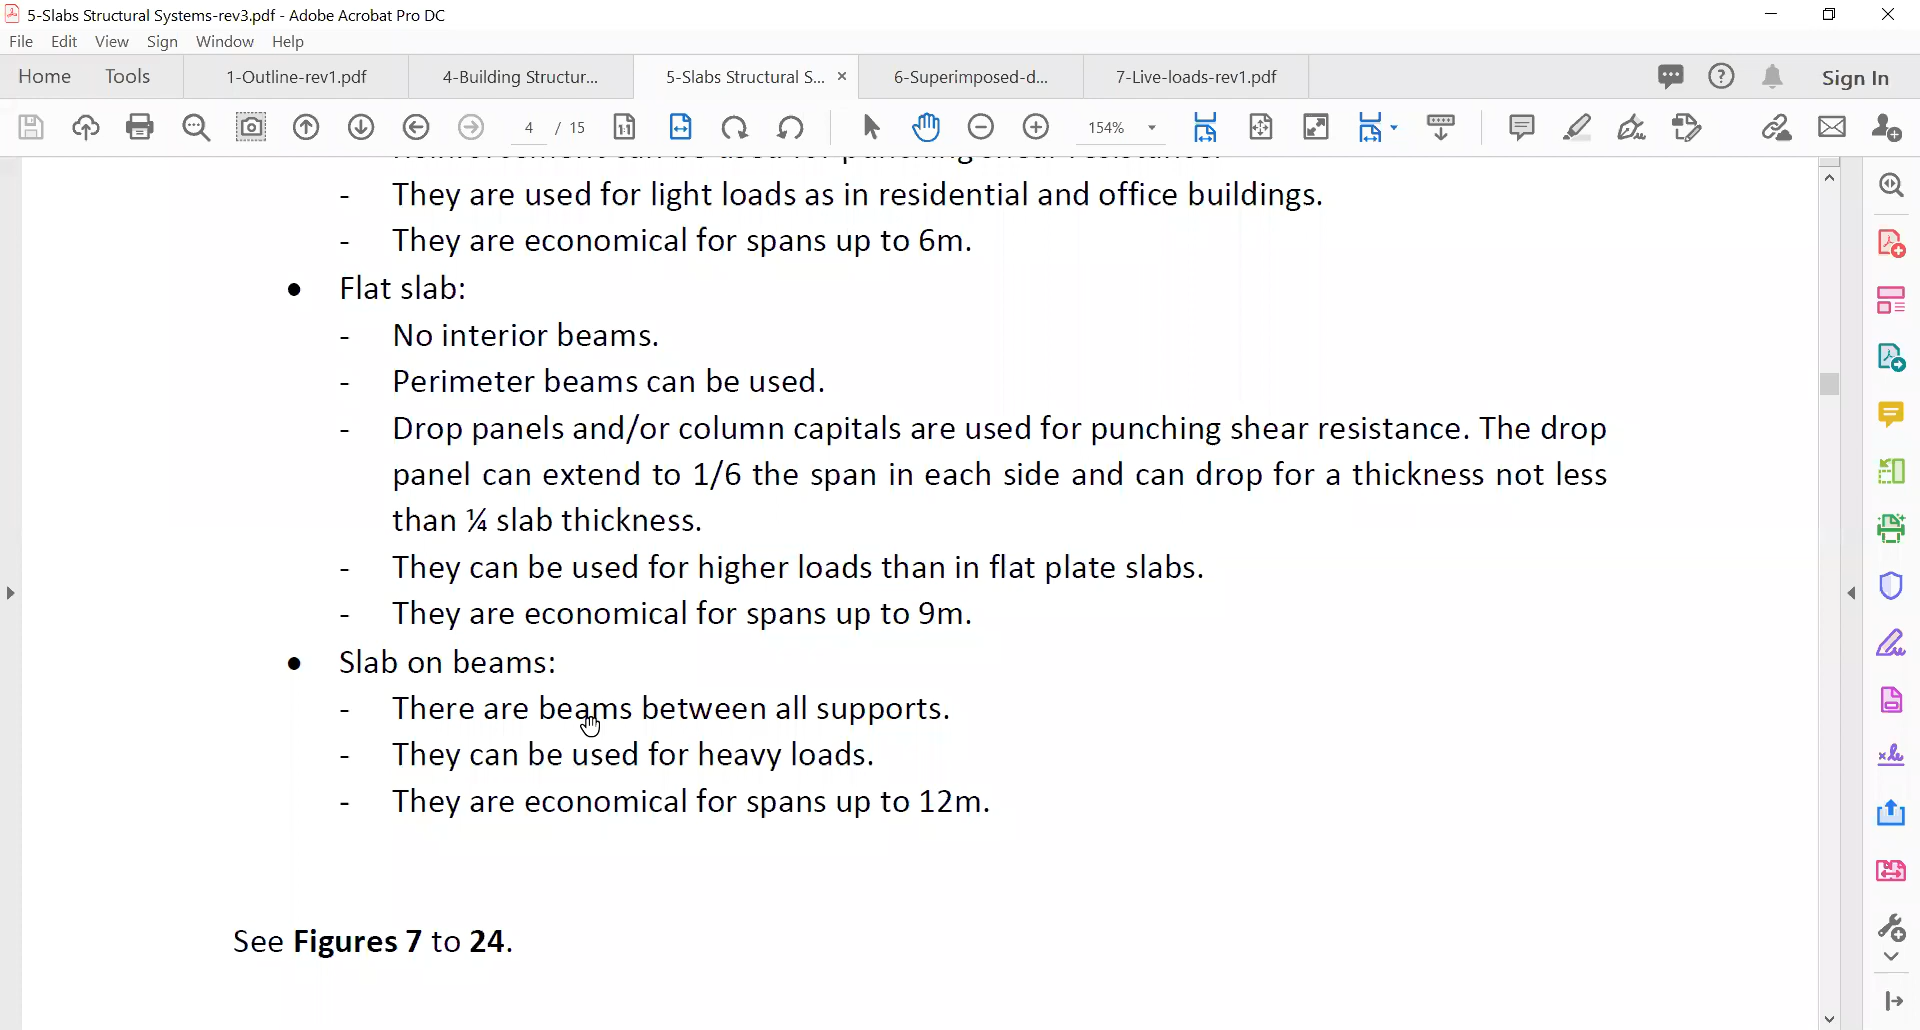 5-Slabs Structural Systems-rev3.pdf - Adobe Acrobat Pro DC
File Edit View Sign Window Help
Home Tools 1-Outline-rev1.pdf 4-Building Structur... 5-Slabs Structural S... × 6-Superimposed-d... 7-Live-loads-rev1.pdf Sign In
4 / 15 154%
- They are used for light loads as in residential and office buildings.
- They are economical for spans up to 6m.
• Flat slab:
- No interior beams.
- Perimeter beams can be used.
- Drop panels and/or column capitals are used for punching shear resistance. The drop
panel can extend to 1/6 the span in each side and can drop for a thickness not less
than ¼ slab thickness.
- They can be used for higher loads than in flat plate slabs.
- They are economical for spans up to 9m.
• Slab on beams:
- There are beams between all supports.
- They can be used for heavy loads.
- They are economical for spans up to 12m.
See Figures 7 to 24.